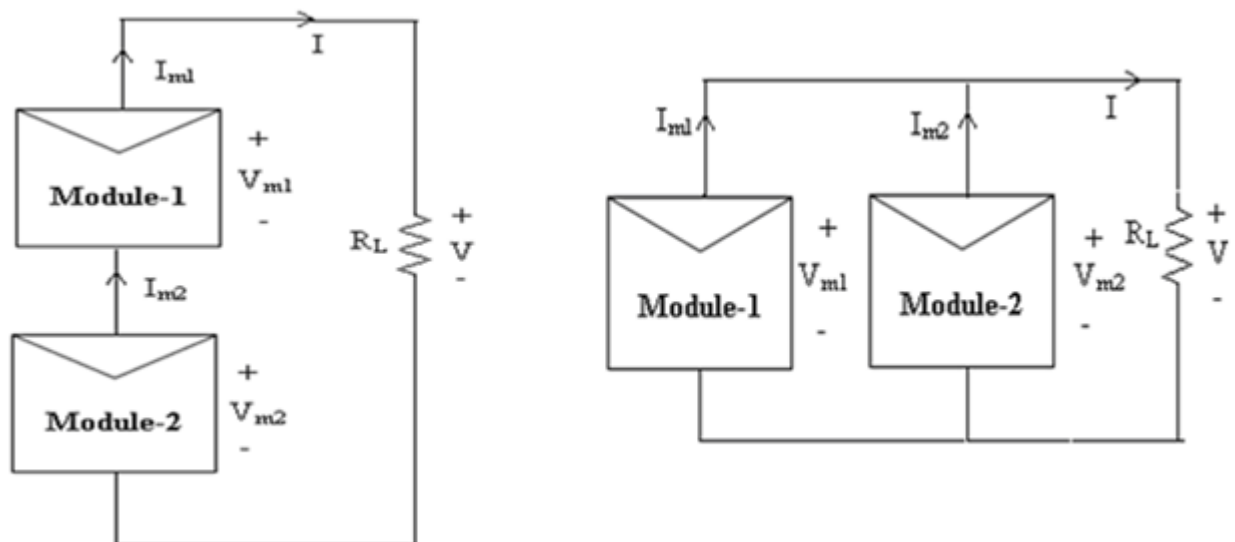 I
I_m1
+
V_m1
-
Module-1
R_L
+
V
-
I_m2
+
V_m2
-
Module-2
I
I_m1
I_m2
+
V_m1
-
Module-1
+
V_m2
-
Module-2
R_L
+
V
-